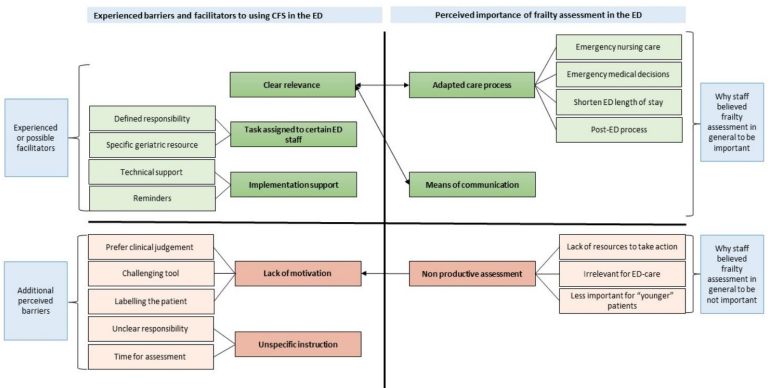 Experienced barriers and facilitators to using CFS in the ED
Perceived importance of frailty assessment in the ED
Experienced
or possible
facilitators
Clear relevance
Defined responsibility
Specific geriatric resource
Task assigned to certain ED
staff
Technical support
Reminders
Implementation support
Adapted care process
Emergency nursing care
Emergency medical decisions
Shorten ED length of stay
Post-ED process
Means of communication
Why staff
believed
frailty
assessment in
general to be
important
Additional
perceived
barriers
Prefer clinical judgement
Challenging tool
Labelling the patient
Lack of motivation
Unclear responsibility
Time for assessment
Unspecific instruction
Non productive assessment
Lack of resources to take action
Irrelevant for ED-care
Less important for “younger”
patients
Why staff
believed
frailty
assessment in
general to be
not important